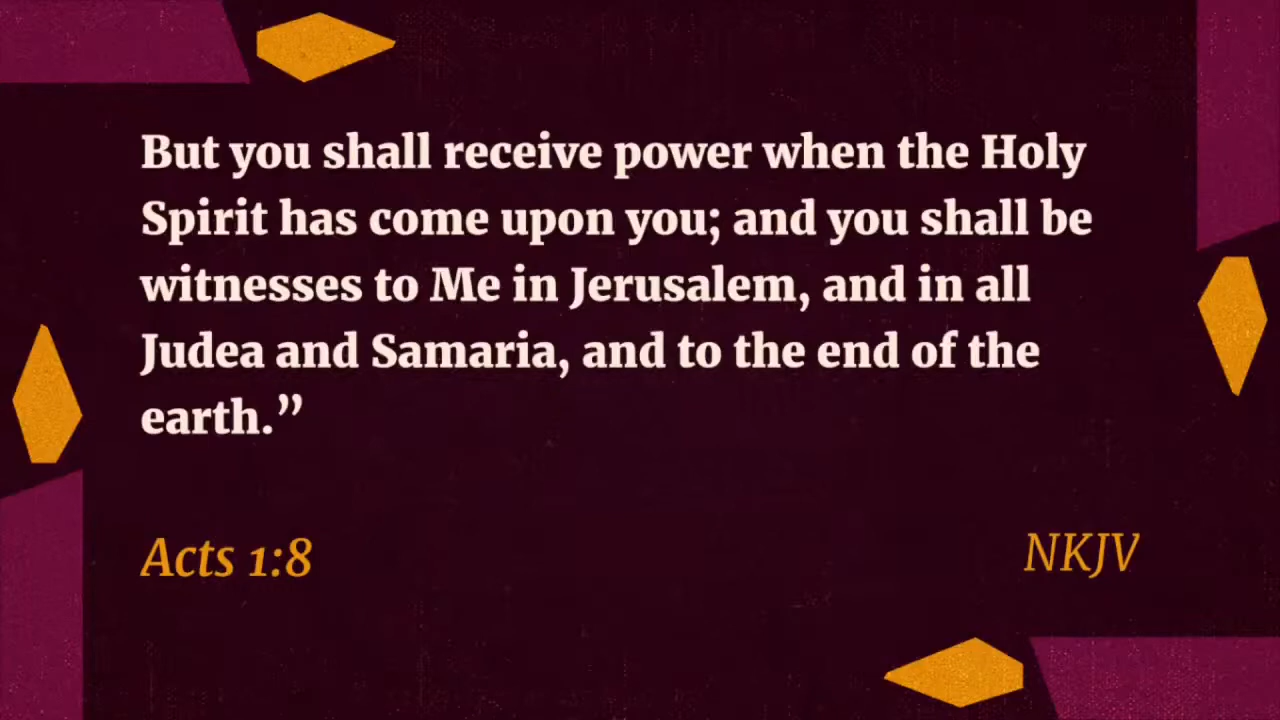 But you shall receive power when the Holy
Spirit has come upon you; and you shall be
witnesses to Me in Jerusalem, and in all
Judea and Samaria, and to the end of the
earth.”
Acts 1:8
NKJV